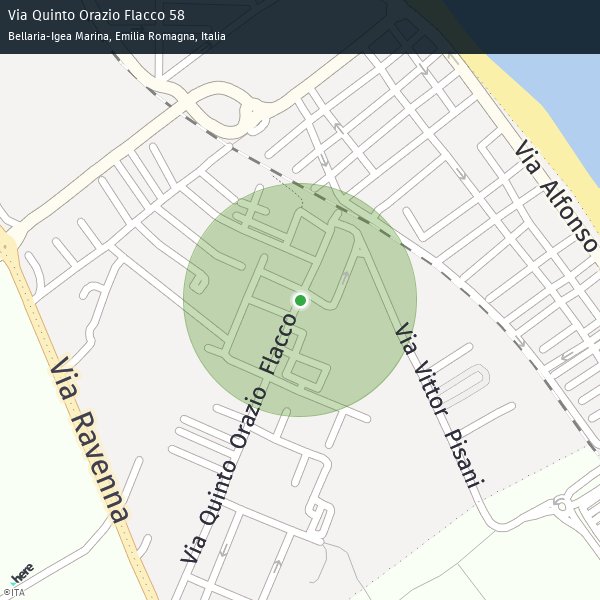 Via Quinto Orazio Flacco 58
Bellaria-Igea Marina, Emilia Romagna, Italia
Via Alfonso
Via Vittor Pisani
Via Quinto Orazio Flacco
Via Ravenna
here
©ITA